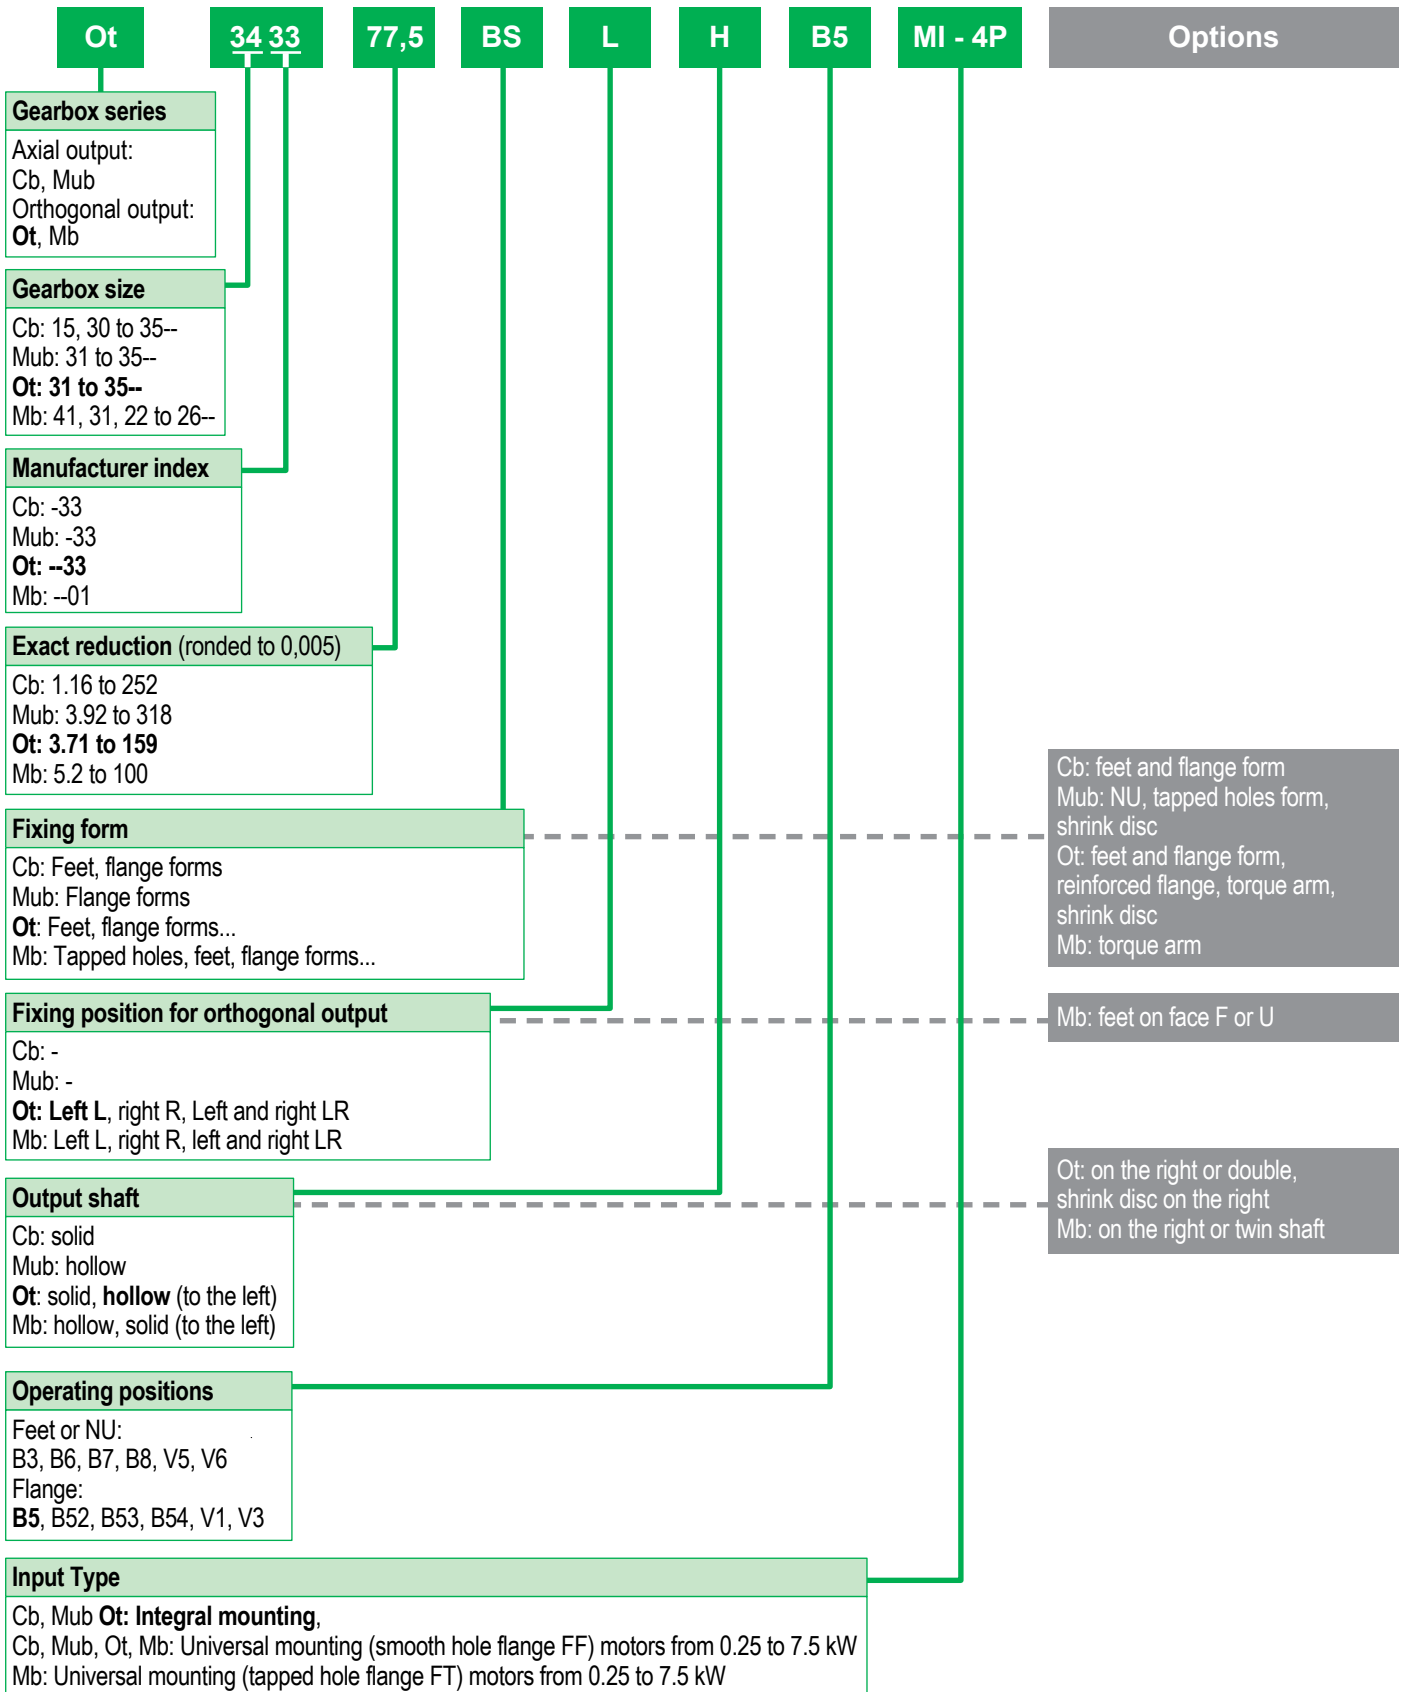 Ot 34 33 77,5 BS L H B5 MI - 4P Options
Gearbox series
Axial output:
Cb, Mub
Orthogonal output:
Ot, Mb
Gearbox size
Cb: 15, 30 to 35--
Mub: 31 to 35--
Ot: 31 to 35--
Mb: 41, 31, 22 to 26--
Manufacturer index
Cb: -33
Mub: -33
Ot: --33
Mb: --01
Exact reduction (ronded to 0,005)
Cb: 1.16 to 252
Mub: 3.92 to 318
Ot: 3.71 to 159
Mb: 5.2 to 100
Fixing form
Cb: Feet, flange forms
Mub: Flange forms
Ot: Feet, flange forms...
Mb: Tapped holes, feet, flange forms...
Cb: feet and flange form
Mub: NU, tapped holes form,
shrink disc
Ot: feet and flange form,
reinforced flange, torque arm,
shrink disc
Mb: torque arm
Fixing position for orthogonal output
Cb: -
Mub: -
Ot: Left L, right R, Left and right LR
Mb: Left L, right R, left and right LR
Mb: feet on face F or U
Output shaft
Cb: solid
Mub: hollow
Ot: solid, hollow (to the left)
Mb: hollow, solid (to the left)
Ot: on the right or double,
shrink disc on the right
Mb: on the right or twin shaft
Operating positions
Feet or NU:
B3, B6, B7, B8, V5, V6
Flange:
B5, B52, B53, B54, V1, V3
Input Type
Cb, Mub Ot: Integral mounting,
Cb, Mub, Ot, Mb: Universal mounting (smooth hole flange FF) motors from 0.25 to 7.5 kW
Mb: Universal mounting (tapped hole flange FT) motors from 0.25 to 7.5 kW